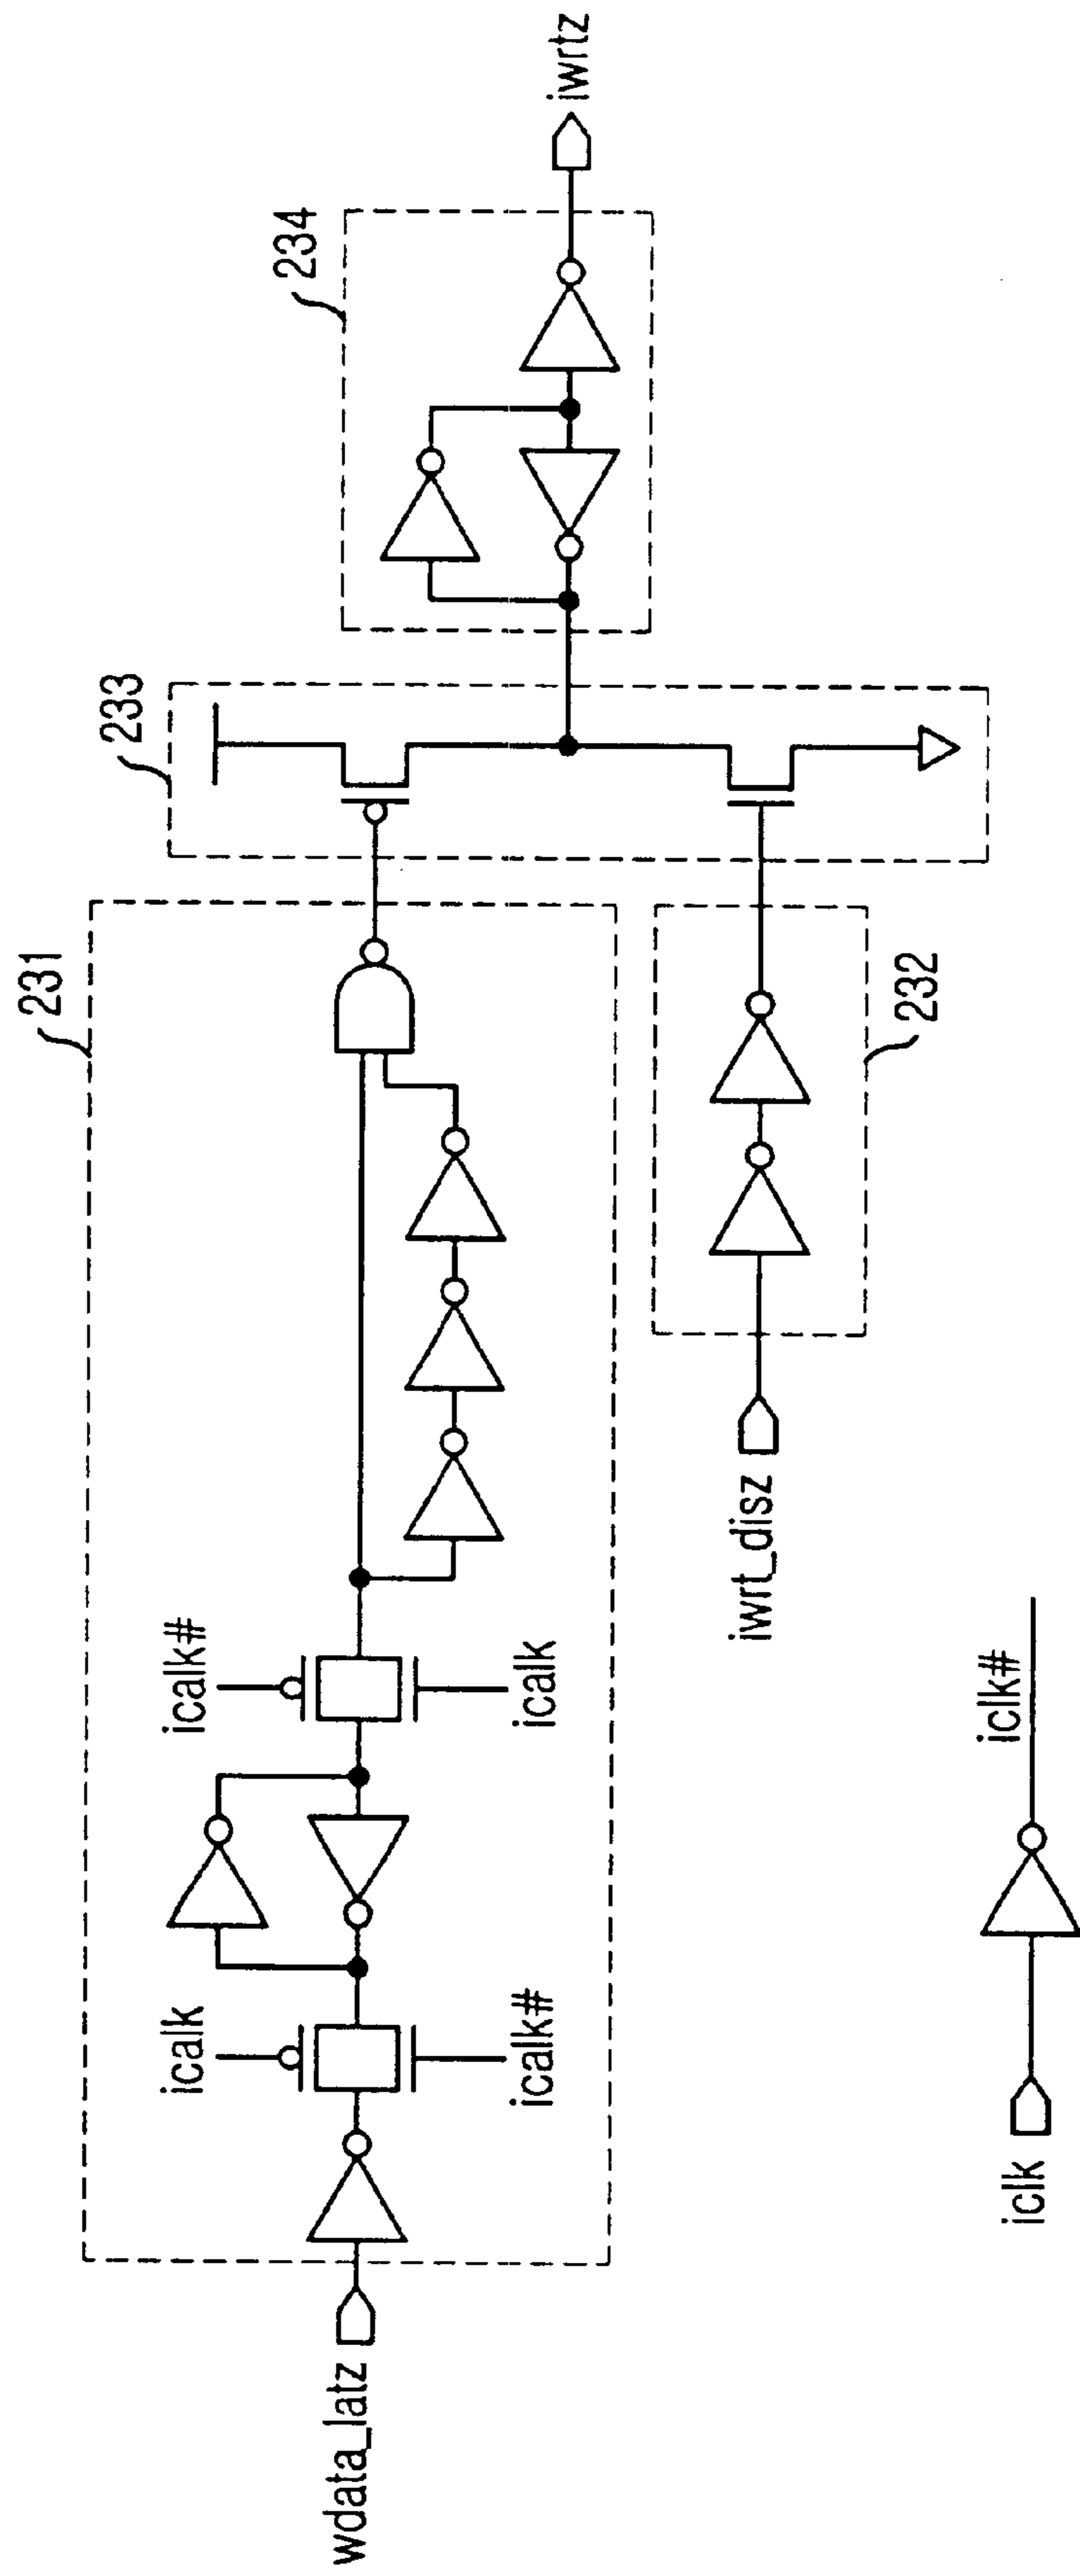 231
233
234
wdata_latz
icalk
icalk#
icalk#
icalk
iwrtz
iwrt_disz
232
iclk
iclk#